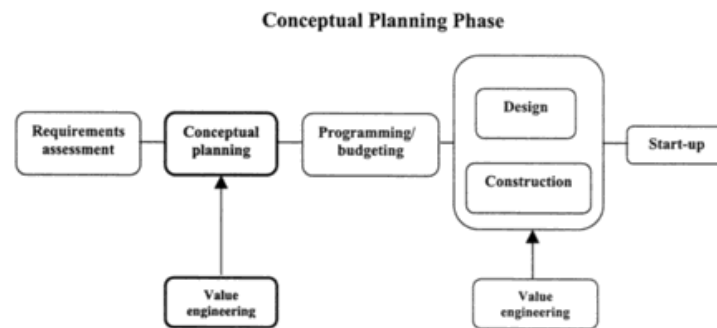 Conceptual Planning Phase
Requirements
assessment
Conceptual
planning
Programming/
budgeting
Design
Construction
Start-up
Value
engineering
Value
engineering